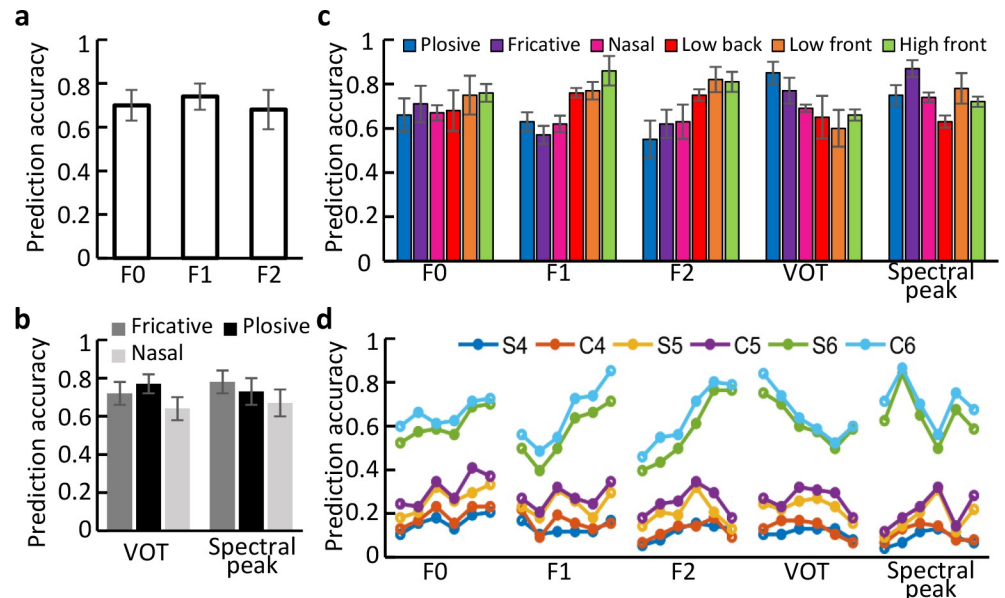 a
Prediction accuracy
1
0.8
0.6
0.4
0.2
0
F0 F1 F2
b
Fricative Plosive
Nasal
Prediction accuracy
1
0.8
0.6
0.4
0.2
0
VOT Spectral
peak
c
Plosive Fricative Nasal Low back Low front High front
Prediction accuracy
1
0.8
0.6
0.4
0.2
0
F0 F1 F2 VOT Spectral
peak
d
S4 C4 S5 C5 S6 C6
Prediction accuracy
1
0.8
0.6
0.4
0.2
0
F0 F1 F2 VOT Spectral
peak